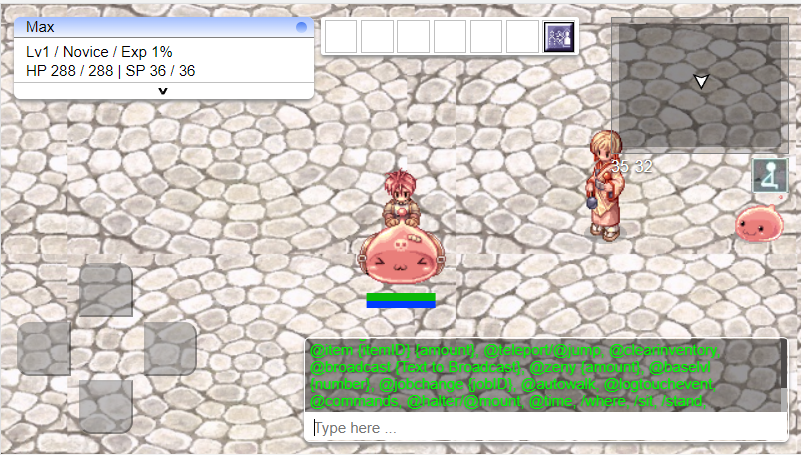 Max
Lv1 / Novice / Exp 1%
HP 288 / 288 | SP 36 / 36
35 32
@item {itemID} {amount}, @teleport/@jump, @clearinventory,
@broadcast {Text to Broadcast}, @zeny {amount}, @baselvl
{number}, @jobchange {jobID}, @autowalk, @logtouchevent,
@commands, @halter/@mount, @time, /where, /sit, /stand,
Type here ...